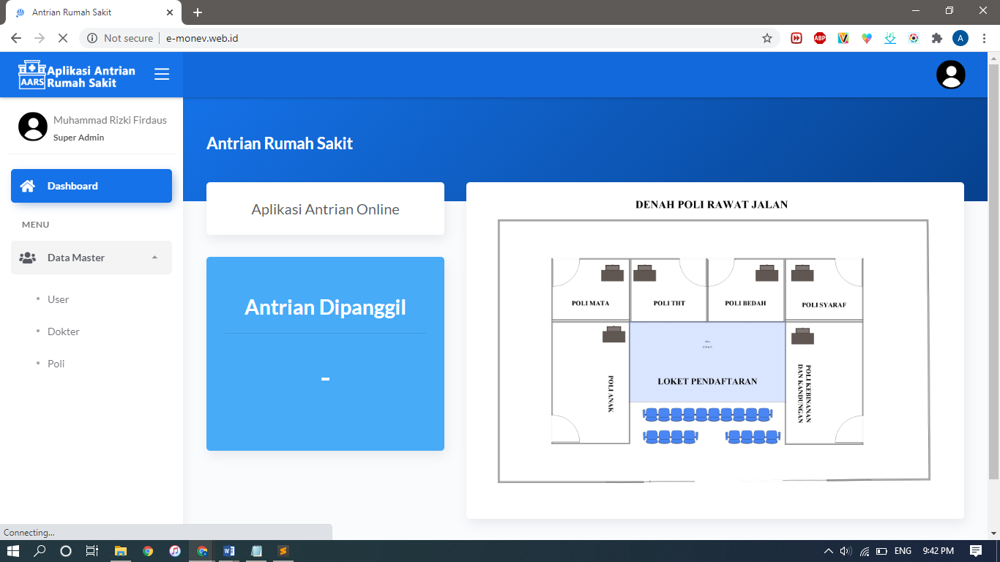 Antrian Rumah Sakit
Not secure
e-monev.web.id
ABP
A
Aplikasi Antrian
Rumah Sakit
AARS
Muhammad Rizki Firdaus
Super Admin
Dashboard
MENU
Data Master
User
Dokter
Poli
Antrian Rumah Sakit
Aplikasi Antrian Online
Antrian Dipanggil
-
DENAH POLI RAWAT JALAN
POLI MATA
POLI THT
POLI BEDAH
POLI SYARAF
LOKET PENDAFTARAN
POLI ANAK
POLI KEBINANAN
DAN KANDUNGAN
Connecting...
ENG
9:42 PM